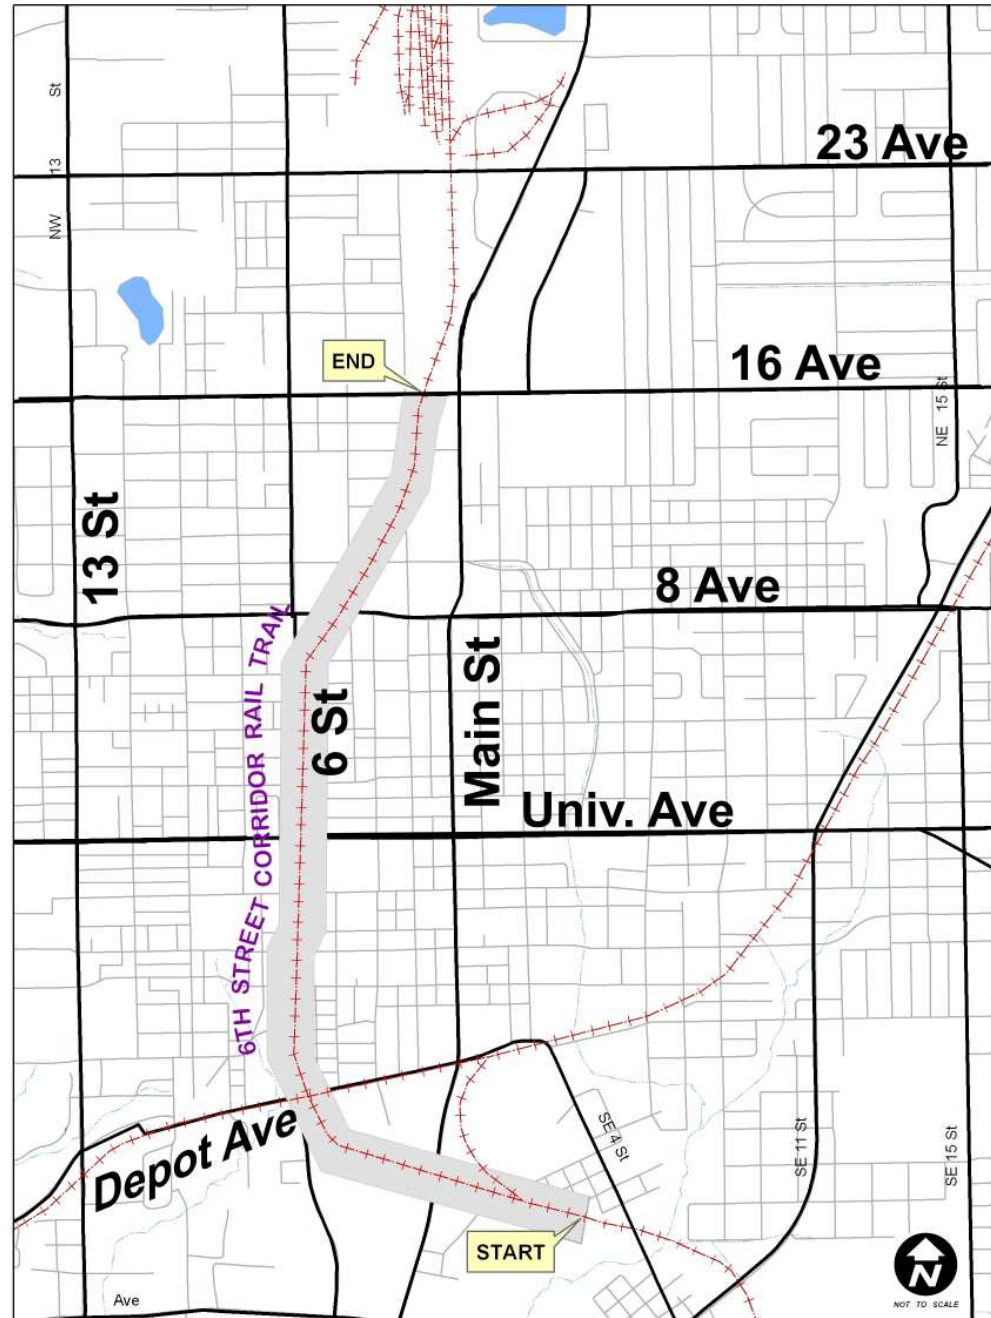 23 Ave
NW 13 St
END
16 Ave
NE 15 St
13 St
8 Ave
6TH STREET CORRIDOR RAIL TRAN
6 St
Main St
Univ. Ave
Depot Ave
SE 4 St
SE 11 St
SE 15 St
START
Ave
N
NOT TO SCALE